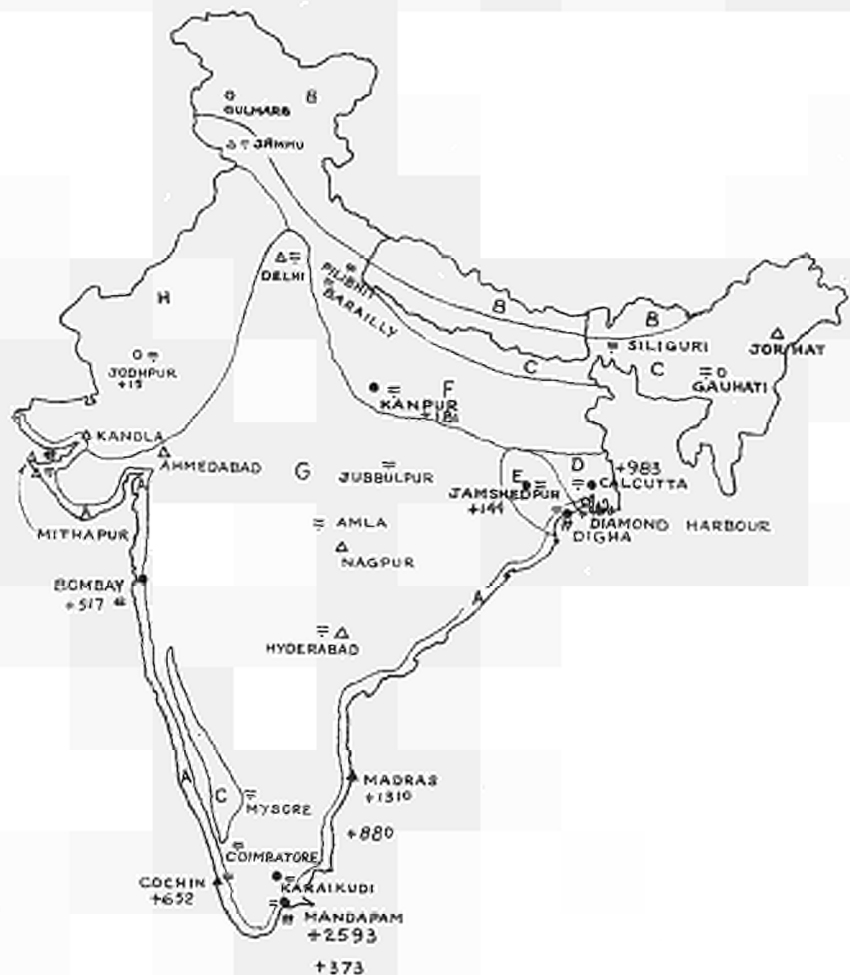 B
GULMARG
JAMMU
DELHI
PILIBHIT
BARAILLY
H
B
B
SILIGURI
JORHAT
C
C
GAUHATI
JODHPUR
F
KANPUR
KANDLA
AHMEDABAD
G
JUBBULPUR
E
D
+983
CALCUTTA
JAMSHEDPUR
+144
A
A
MITHAPUR
AMLA
DIAMOND HARBOUR
DIGHA
NAGPUR
BOMBAY
+517
A
HYDERABAD
A
C
MYSORE
MADRAS
+1310
+880
COIMBATORE
COCHIN
+652
KARAIKUDI
MANDAPAM
+2593
+373